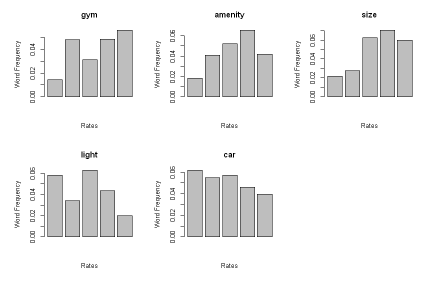 gym
Word Frequency
0.00
0.02
0.04
Rates
amenity
Word Frequency
0.00
0.02
0.04
0.06
Rates
size
Word Frequency
0.00
0.02
0.04
0.06
Rates
light
Word Frequency
0.00
0.02
0.04
0.06
Rates
car
Word Frequency
0.00
0.02
0.04
0.06
Rates